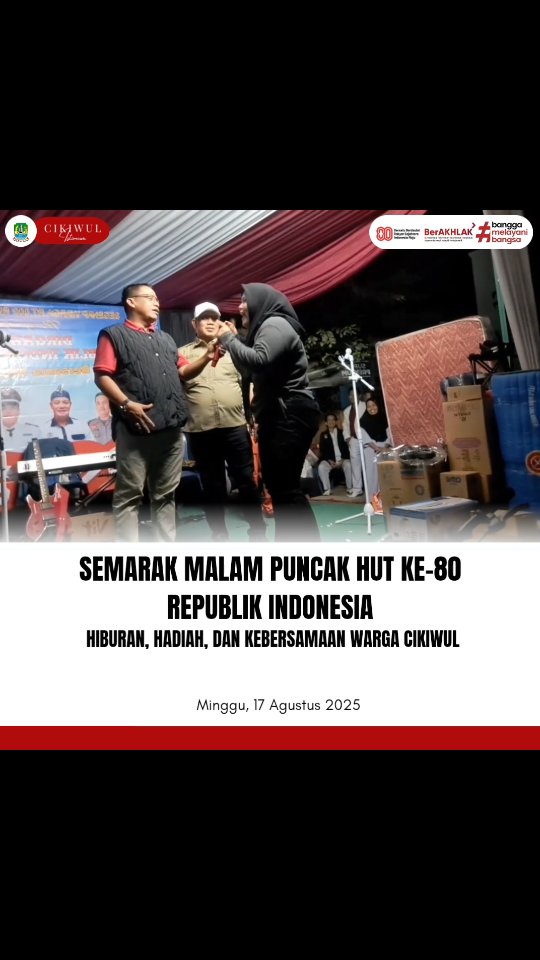 CIKIWUL
BerAKHLAK
# bangga
melayani
bangsa
SEMARAK MALAM PUNCAK HUT KE-80
REPUBLIK INDONESIA
HIBURAN, HADIAH, DAN KEBERSAMAAN WARGA CIKIWUL
Minggu, 17 Agustus 2025